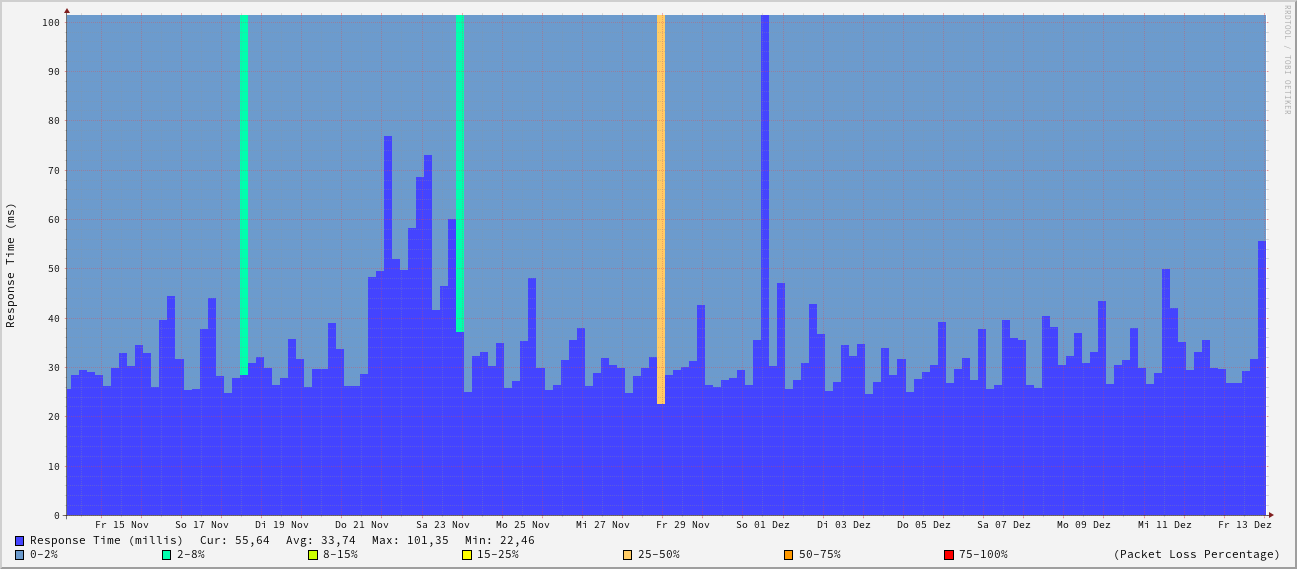 RRDTOOL / TOBI OETIKER
Response Time (ms)
100
90
80
70
60
50
40
30
20
10
0
Fr 15 Nov So 17 Nov Di 19 Nov Do 21 Nov Sa 23 Nov Mo 25 Nov Mi 27 Nov Fr 29 Nov So 01 Dez Di 03 Dez Do 05 Dez Sa 07 Dez Mo 09 Dez Mi 11 Dez Fr 13 Dez
Response Time (millis) Cur: 55,64 Avg: 33,74 Max: 101,35 Min: 22,46
0-2% 2-8% 8-15% 15-25% 25-50% 50-75% 75-100% (Packet Loss Percentage)